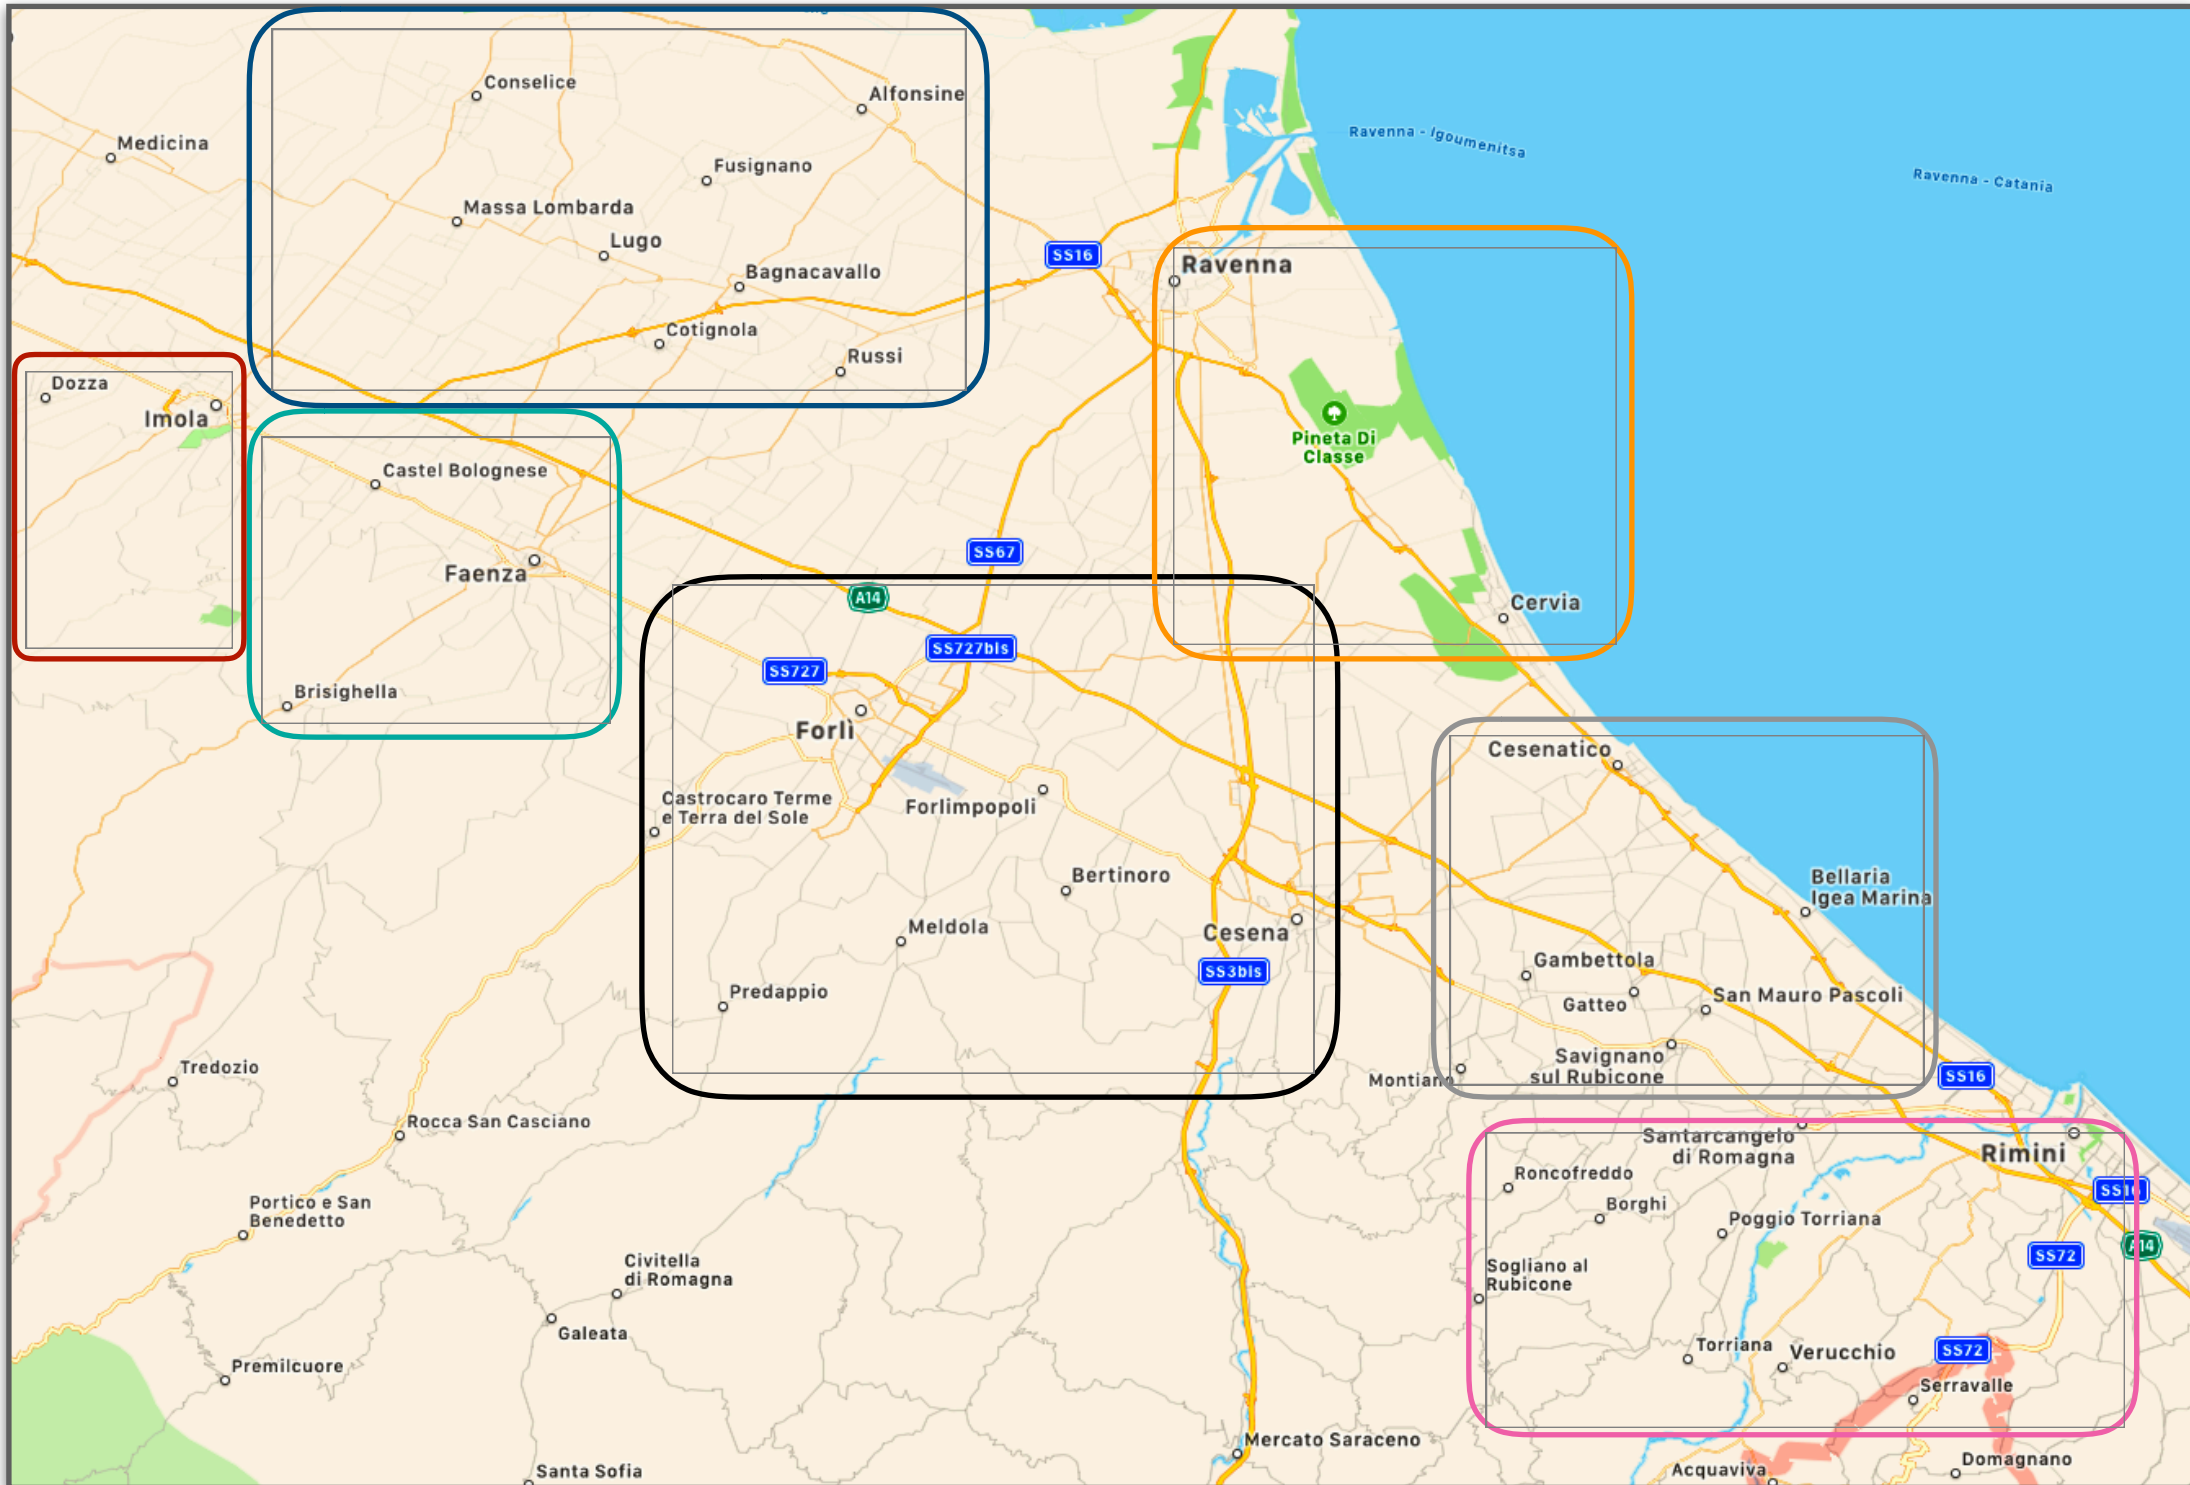 Conselice
Alfonsine
Medicina
Ravenna - Igoumenitsa
Fusignano
Ravenna - Catania
Massa Lombarda
Lugo
SS16
Ravenna
Bagnacavallo
Cotignola
Russi
Dozza
Imola
Pineta Di
Classe
Castel Bolognese
SS67
Faenza
A14
Cervia
SS727bis
SS727
Brisighella
Forlì
Cesenatico
Castrocaro Terme
e Terra del Sole
Forlimpopoli
Bertinoro
Bellaria
Igea Marina
Meldola
Cesena
Gambettola
SS3bis
Predappio
San Mauro Pascoli
Gatteo
Savignano
sul Rubicone
Tredozio
Montiano
SS16
Rocca San Casciano
Santarcangelo
di Romagna
Rimini
Roncofreddo
SS16
Portico e San
Benedetto
Borghi
Poggio Torriana
A14
SS72
Civitella
di Romagna
Sogliano al
Rubicone
Galeata
Torriana
Verucchio
SS72
Premilcuore
Serravalle
Mercato Saraceno
Santa Sofia
Acquaviva
Domagnano